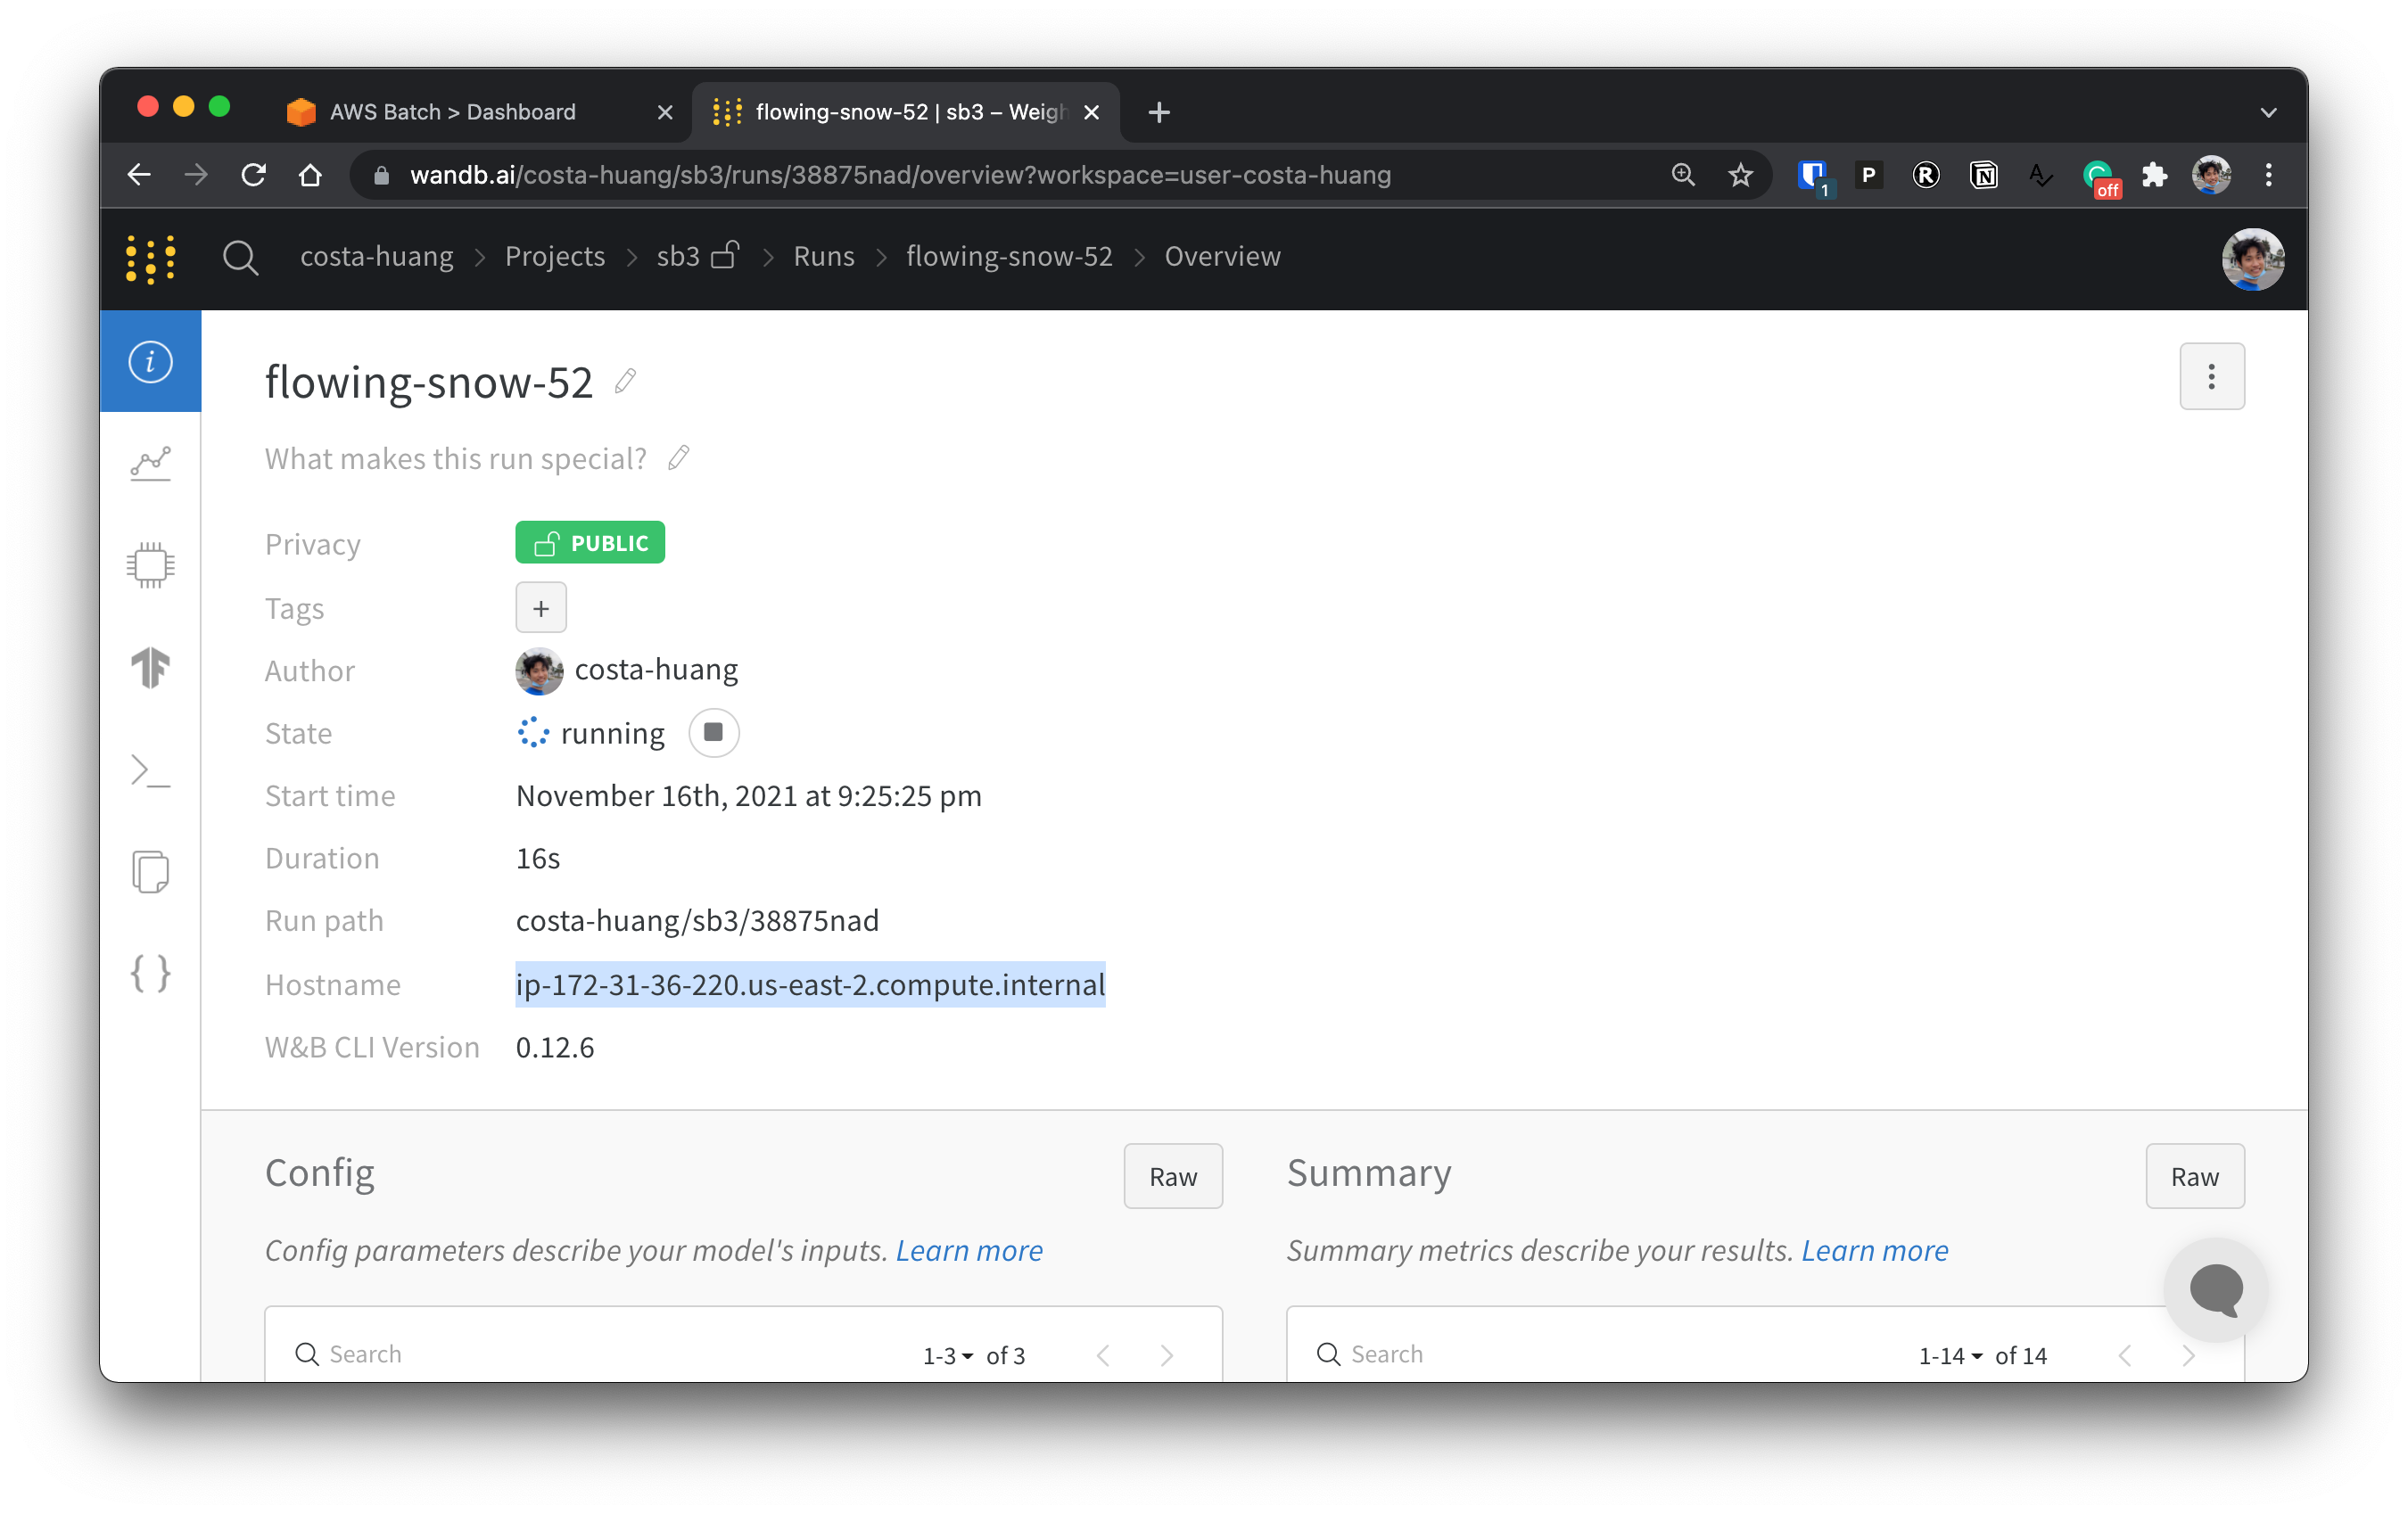 AWS Batch > Dashboard
flowing-snow-52 | sb3 – Weigh
wandb.ai/costa-huang/sb3/runs/38875nad/overview?workspace=user-costa-huang
1
P
R
N
A
off
costa-huang > Projects > sb3 > Runs > flowing-snow-52 > Overview
i
flowing-snow-52
What makes this run special?
Privacy PUBLIC
Tags +
Author costa-huang
State running
Start time November 16th, 2021 at 9:25:25 pm
Duration 16s
Run path costa-huang/sb3/38875nad
Hostname ip-172-31-36-220.us-east-2.compute.internal
W&B CLI Version 0.12.6
Config Raw
Config parameters describe your model's inputs. Learn more
Search 1-3 of 3
Summary Raw
Summary metrics describe your results. Learn more
Search 1-14 of 14